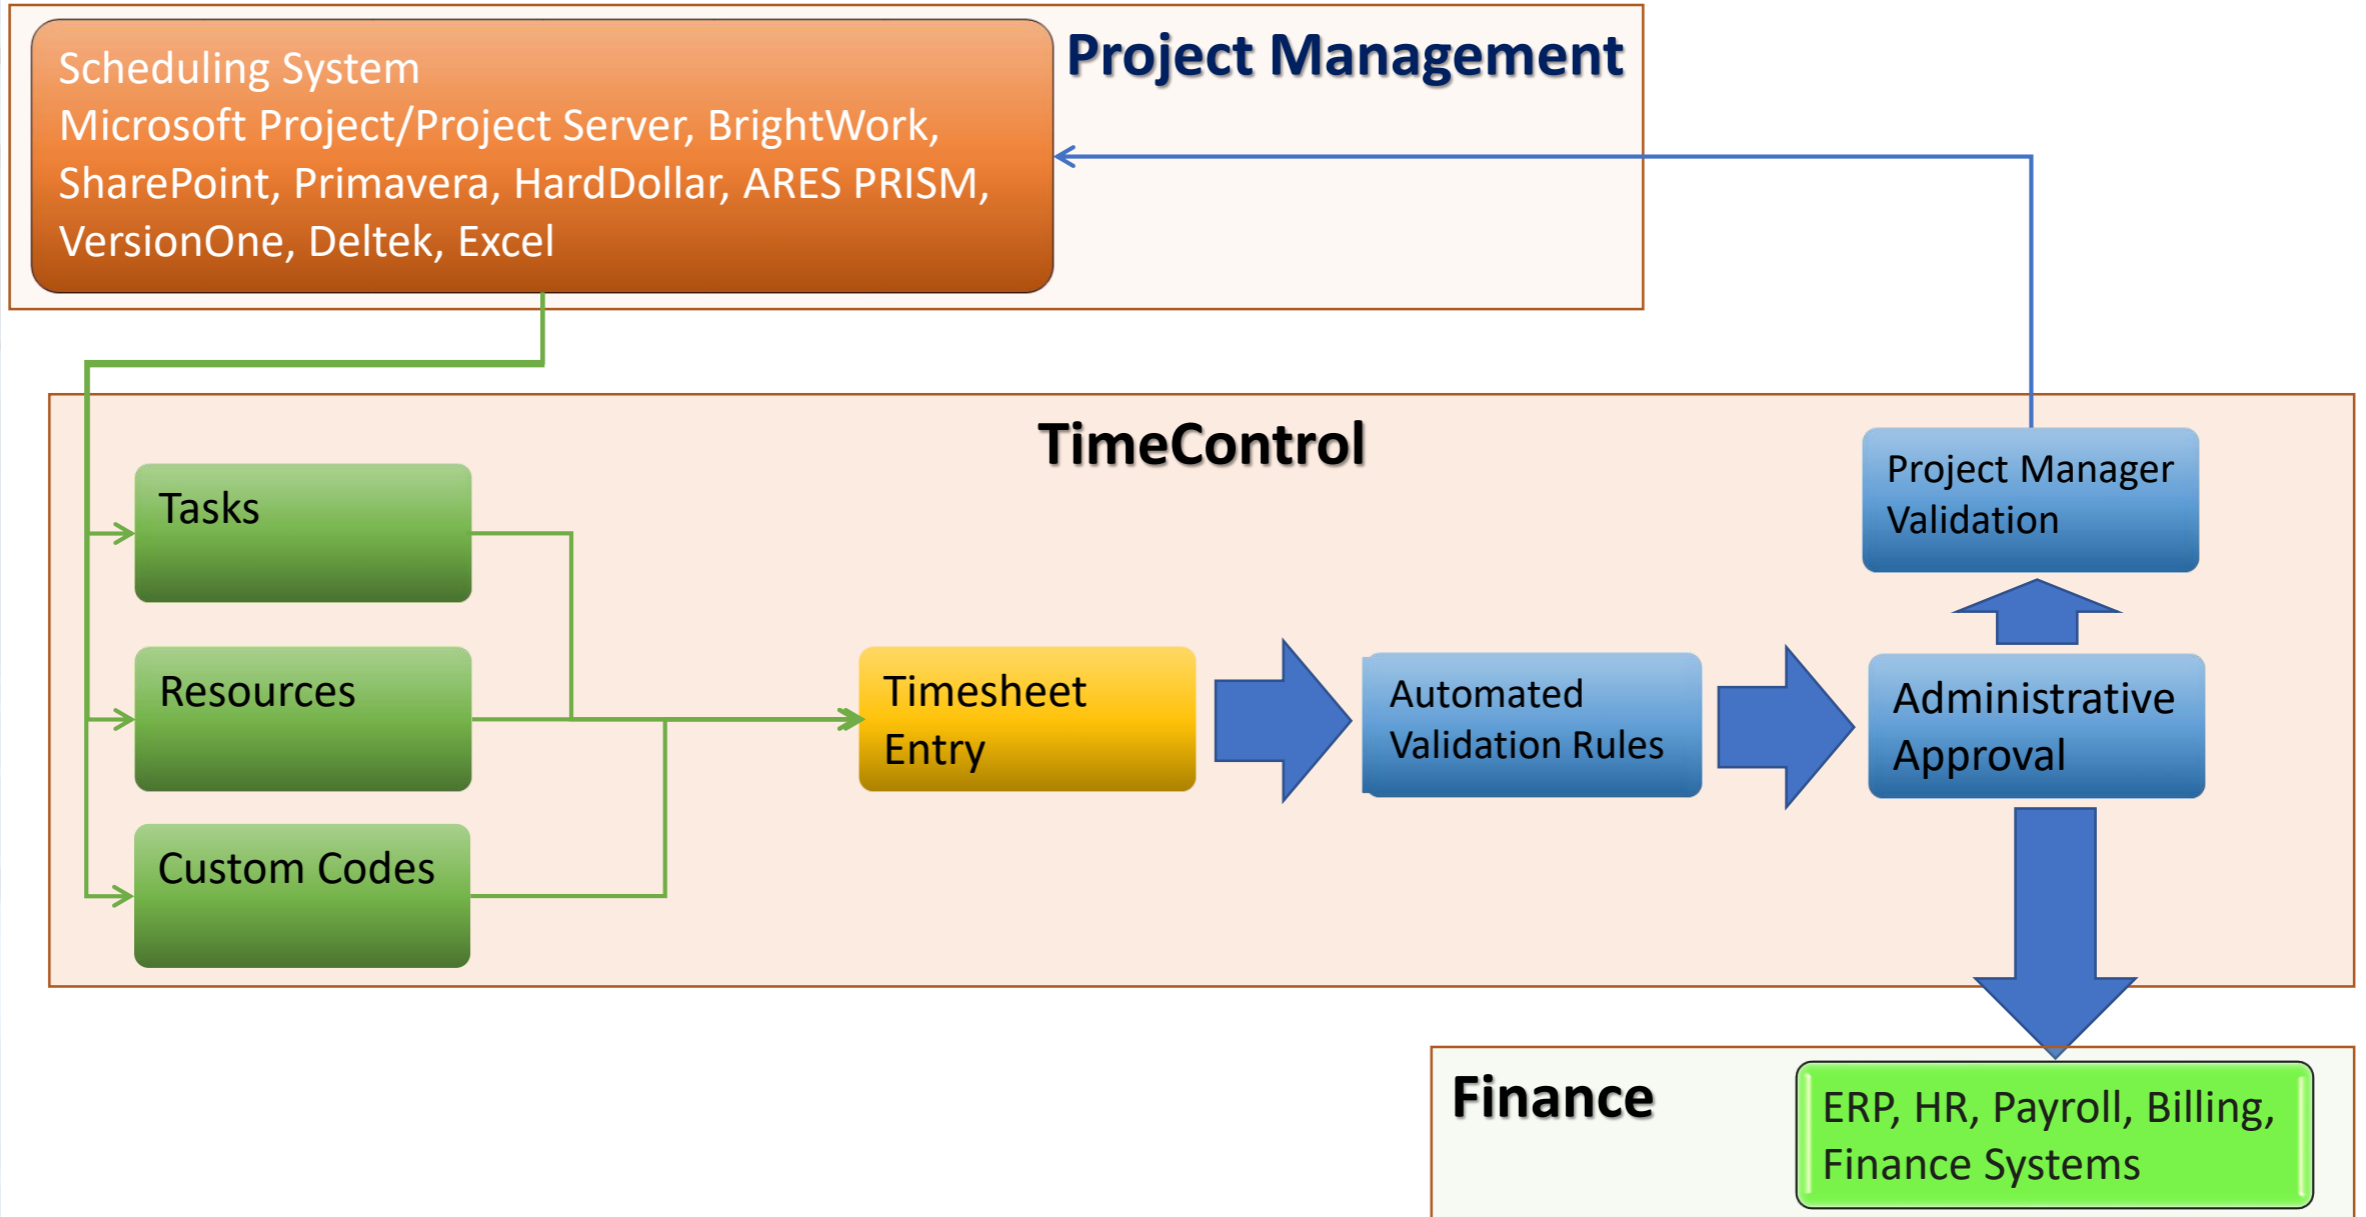 Project Management
Scheduling System
Microsoft Project/Project Server, BrightWork,
SharePoint, Primavera, HardDollar, ARES PRISM,
VersionOne, Deltek, Excel
TimeControl
Tasks
Resources
Custom Codes
Timesheet
Entry
Automated
Validation Rules
Administrative
Approval
Project Manager
Validation
Finance
ERP, HR, Payroll, Billing,
Finance Systems